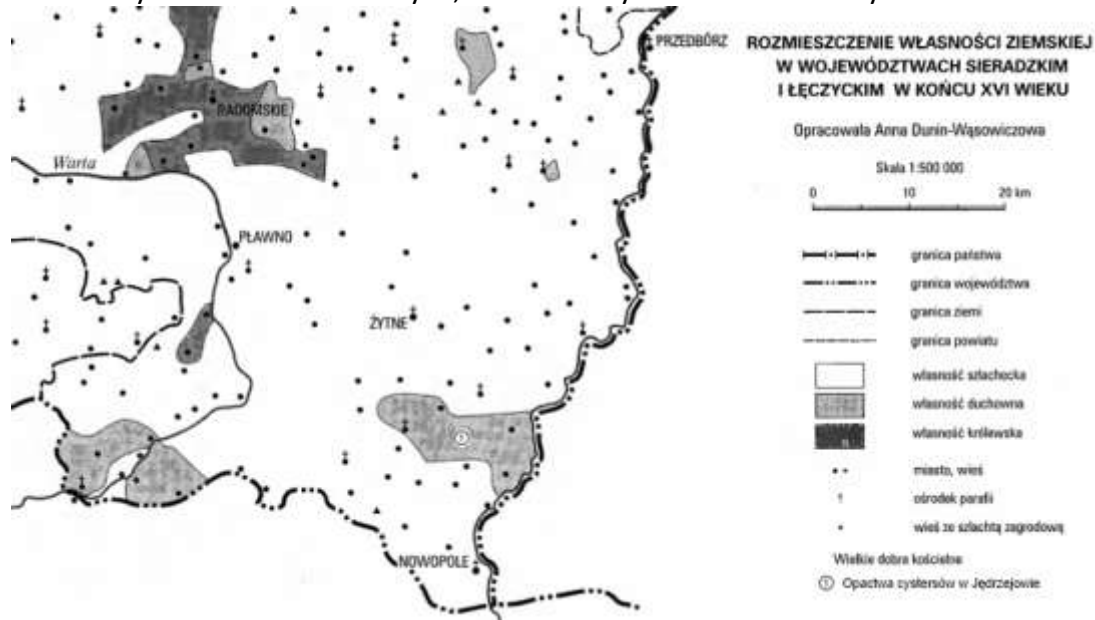 PRZEDBÓRZ
RADOMSKIE
Warta
PŁAWNO
ŻYTNE
NOWOPOLE
ROZMIESZCZENIE WŁASNOŚCI ZIEMSKIEJ
W WOJEWÓDZTWACH SIERADZKIM
I ŁĘCZYCKIM W KOŃCU XVI WIEKU
Opracowała Anna Dunin-Wąsowiczowa
Skala 1:500 000
0 10 20 km
granica państwa
granica województwa
granica ziemi
granica powiatu
własność szlachecka
własność duchowna
własność królewska
miasto, wieś
ośrodek parafii
wieś ze szlachtą zagrodową
Wielkie dobra kościelne
① Opactwa cystersów w Jędrzejowie